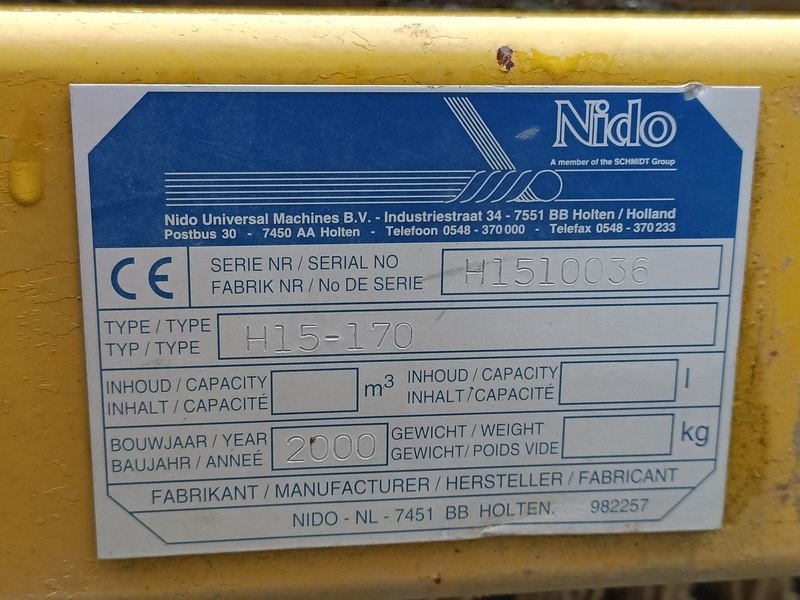 Nido
A member of the SCHMIDT Group
Nido Universal Machines B.V. - Industriestraat 34 - 7551 BB Holten / Holland
Postbus 30 - 7450 AA Holten - Telefoon 0548 - 370 000 - Telefax 0548 - 370 233
CE
SERIE NR / SERIAL NO
FABRIK NR / No DE SERIE
H1510036
TYPE / TYPE
TYP / TYPE
H15-170
INHOUD / CAPACITY
INHALT / CAPACITÉ
m³
INHOUD / CAPACITY
INHALT / CAPACITÉ
l
BOUWJAAR / YEAR
BAUJAHR / ANNEÉ
2000
GEWICHT / WEIGHT
GEWICHT / POIDS VIDE
kg
FABRIKANT / MANUFACTURER / HERSTELLER / FABRICANT
NIDO - NL - 7451 BB HOLTEN. 982257